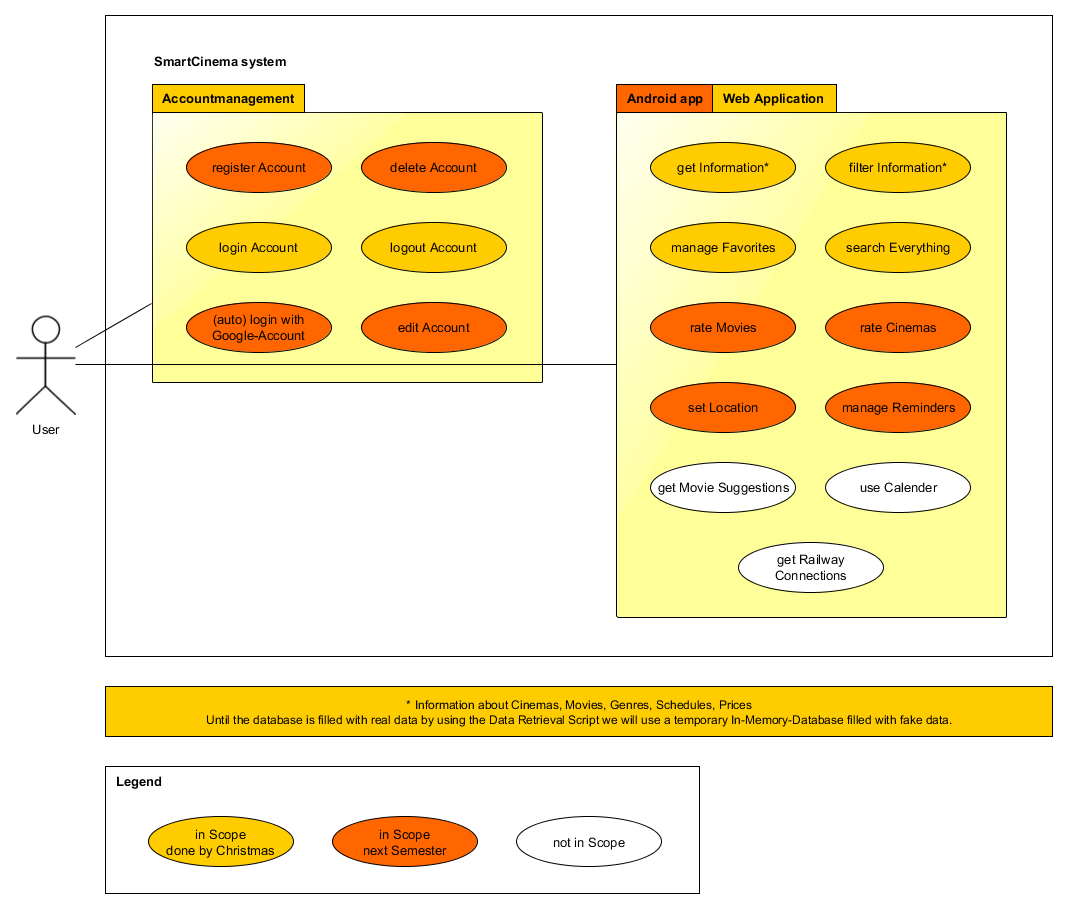 SmartCinema system
Accountmanagement
register Account
delete Account
login Account
logout Account
(auto) login with
Google-Account
edit Account
Android app
Web Application
get Information*
filter Information*
manage Favorites
search Everything
rate Movies
rate Cinemas
set Location
manage Reminders
get Movie Suggestions
use Calender
get Railway
Connections
User
* Information about Cinemas, Movies, Genres, Schedules, Prices
Until the database is filled with real data by using the Data Retrieval Script we will use a temporary In-Memory-Database filled with fake data.
Legend
in Scope
done by Christmas
in Scope
next Semester
not in Scope